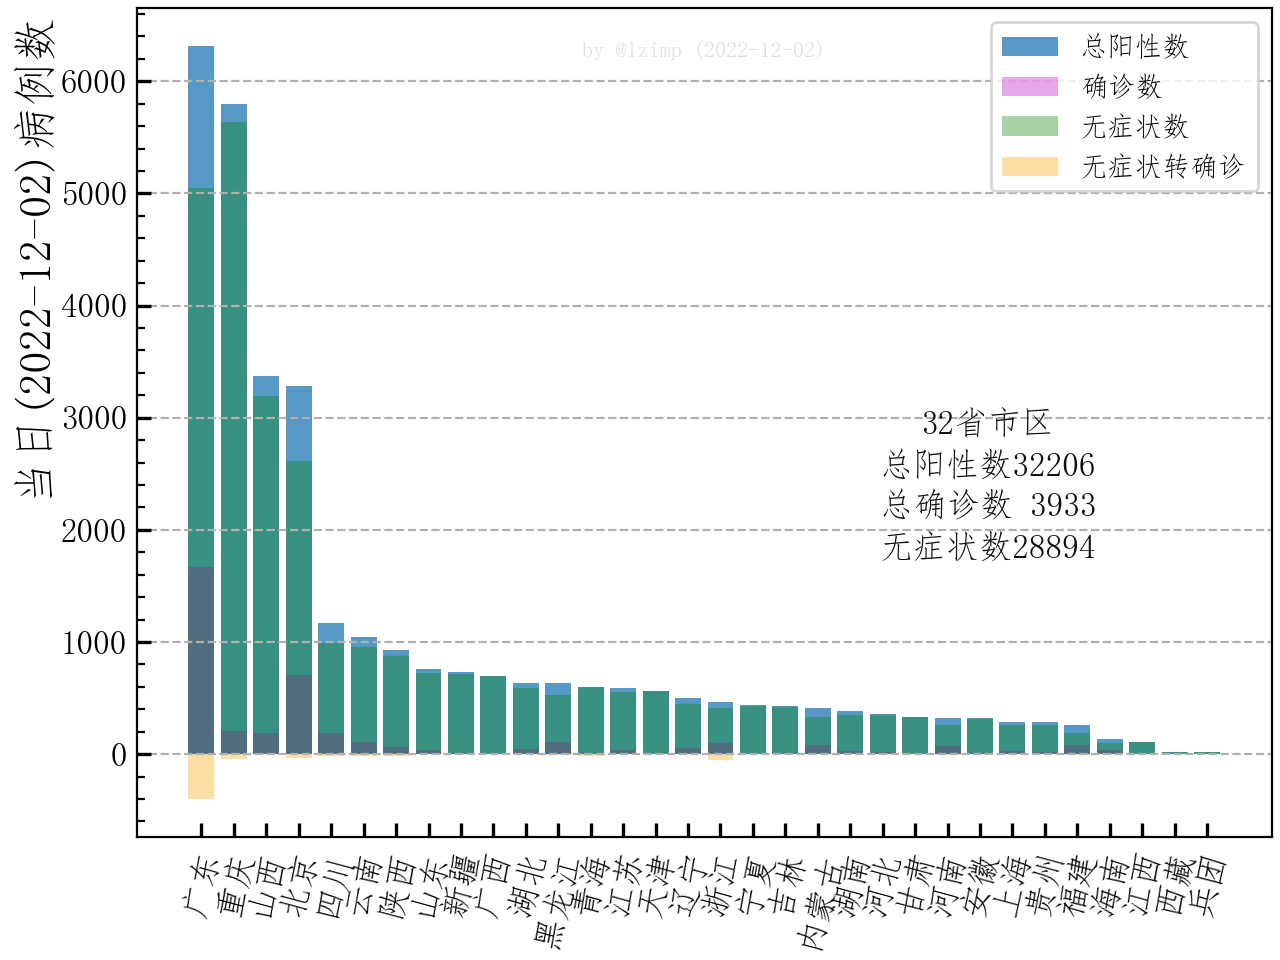 by @lzimp (2022-12-02)
总阳性数
确诊数
无症状数
无症状转确诊
当日(2022-12-02)病例数
6000
5000
4000
3000
2000
1000
0
32省市区
总阳性数32206
总确诊数 3933
无症状数28894
广东
重庆
山西
北京
四川
云南
陕西
山东
新疆
广西
湖北
黑龙江
青海
江苏
天津
辽宁
浙江
宁夏
吉林
内蒙古
湖南
河北
甘肃
河南
安徽
上海
贵州
福建
海南
江西
西藏
兵团